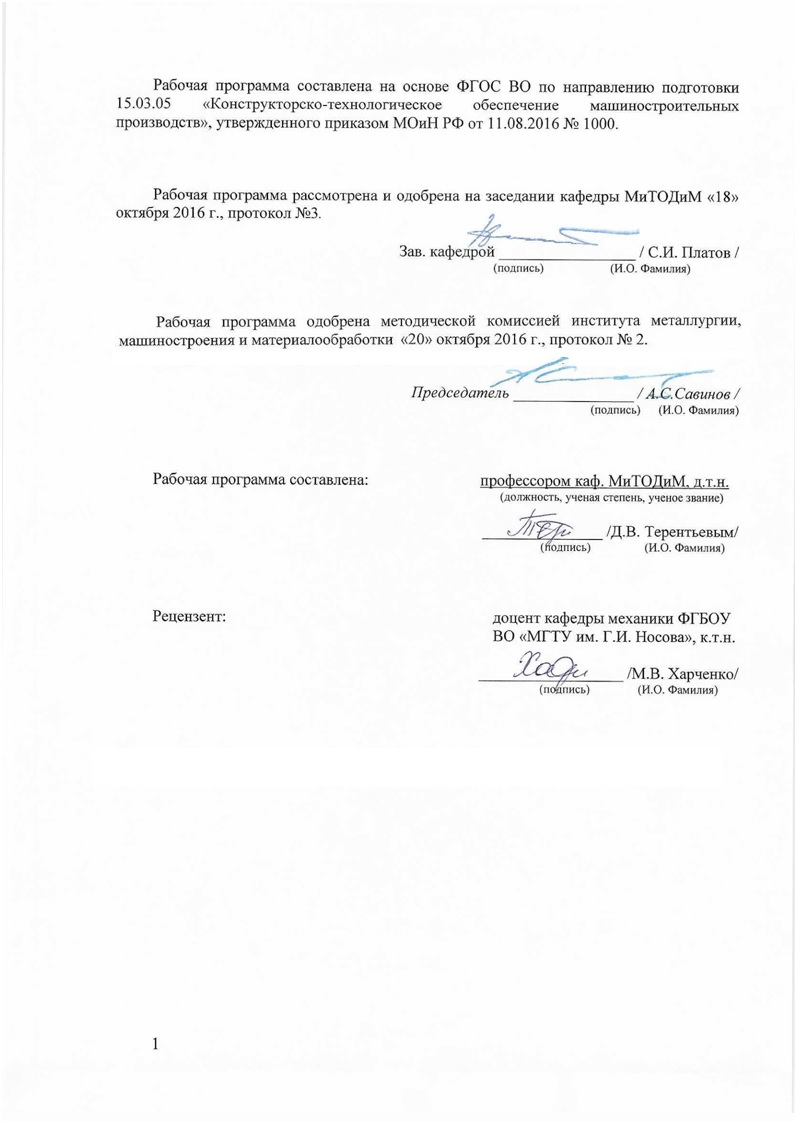 Рабочая программа составлена на основе ФГОС ВО по направлению подготовки
15.03.05 «Конструкторско-технологическое обеспечение машиностроительных
производств», утвержденного приказом МОиН РФ от 11.08.2016 № 1000.
Рабочая программа рассмотрена и одобрена на заседании кафедры МиТОДиМ «18»
октября 2016 г., протокол №3.
Зав. кафедрой _________________ / С.И. Платов /
(подпись) (И.О. Фамилия)
Рабочая программа одобрена методической комиссией института металлургии,
машиностроения и материалообработки «20» октября 2016 г., протокол № 2.
Председатель _______________ / А.С.Савинов /
(подпись) (И.О. Фамилия)
Рабочая программа составлена: профессором каф. МиТОДиМ, д.т.н.
(должность, ученая степень, ученое звание)
_______________ /Д.В. Терентьевым/
(подпись) (И.О. Фамилия)
Рецензент: доцент кафедры механики ФГБОУ
ВО «МГТУ им. Г.И. Носова», к.т.н.
__________________ /М.В. Харченко/
(подпись) (И.О. Фамилия)
1